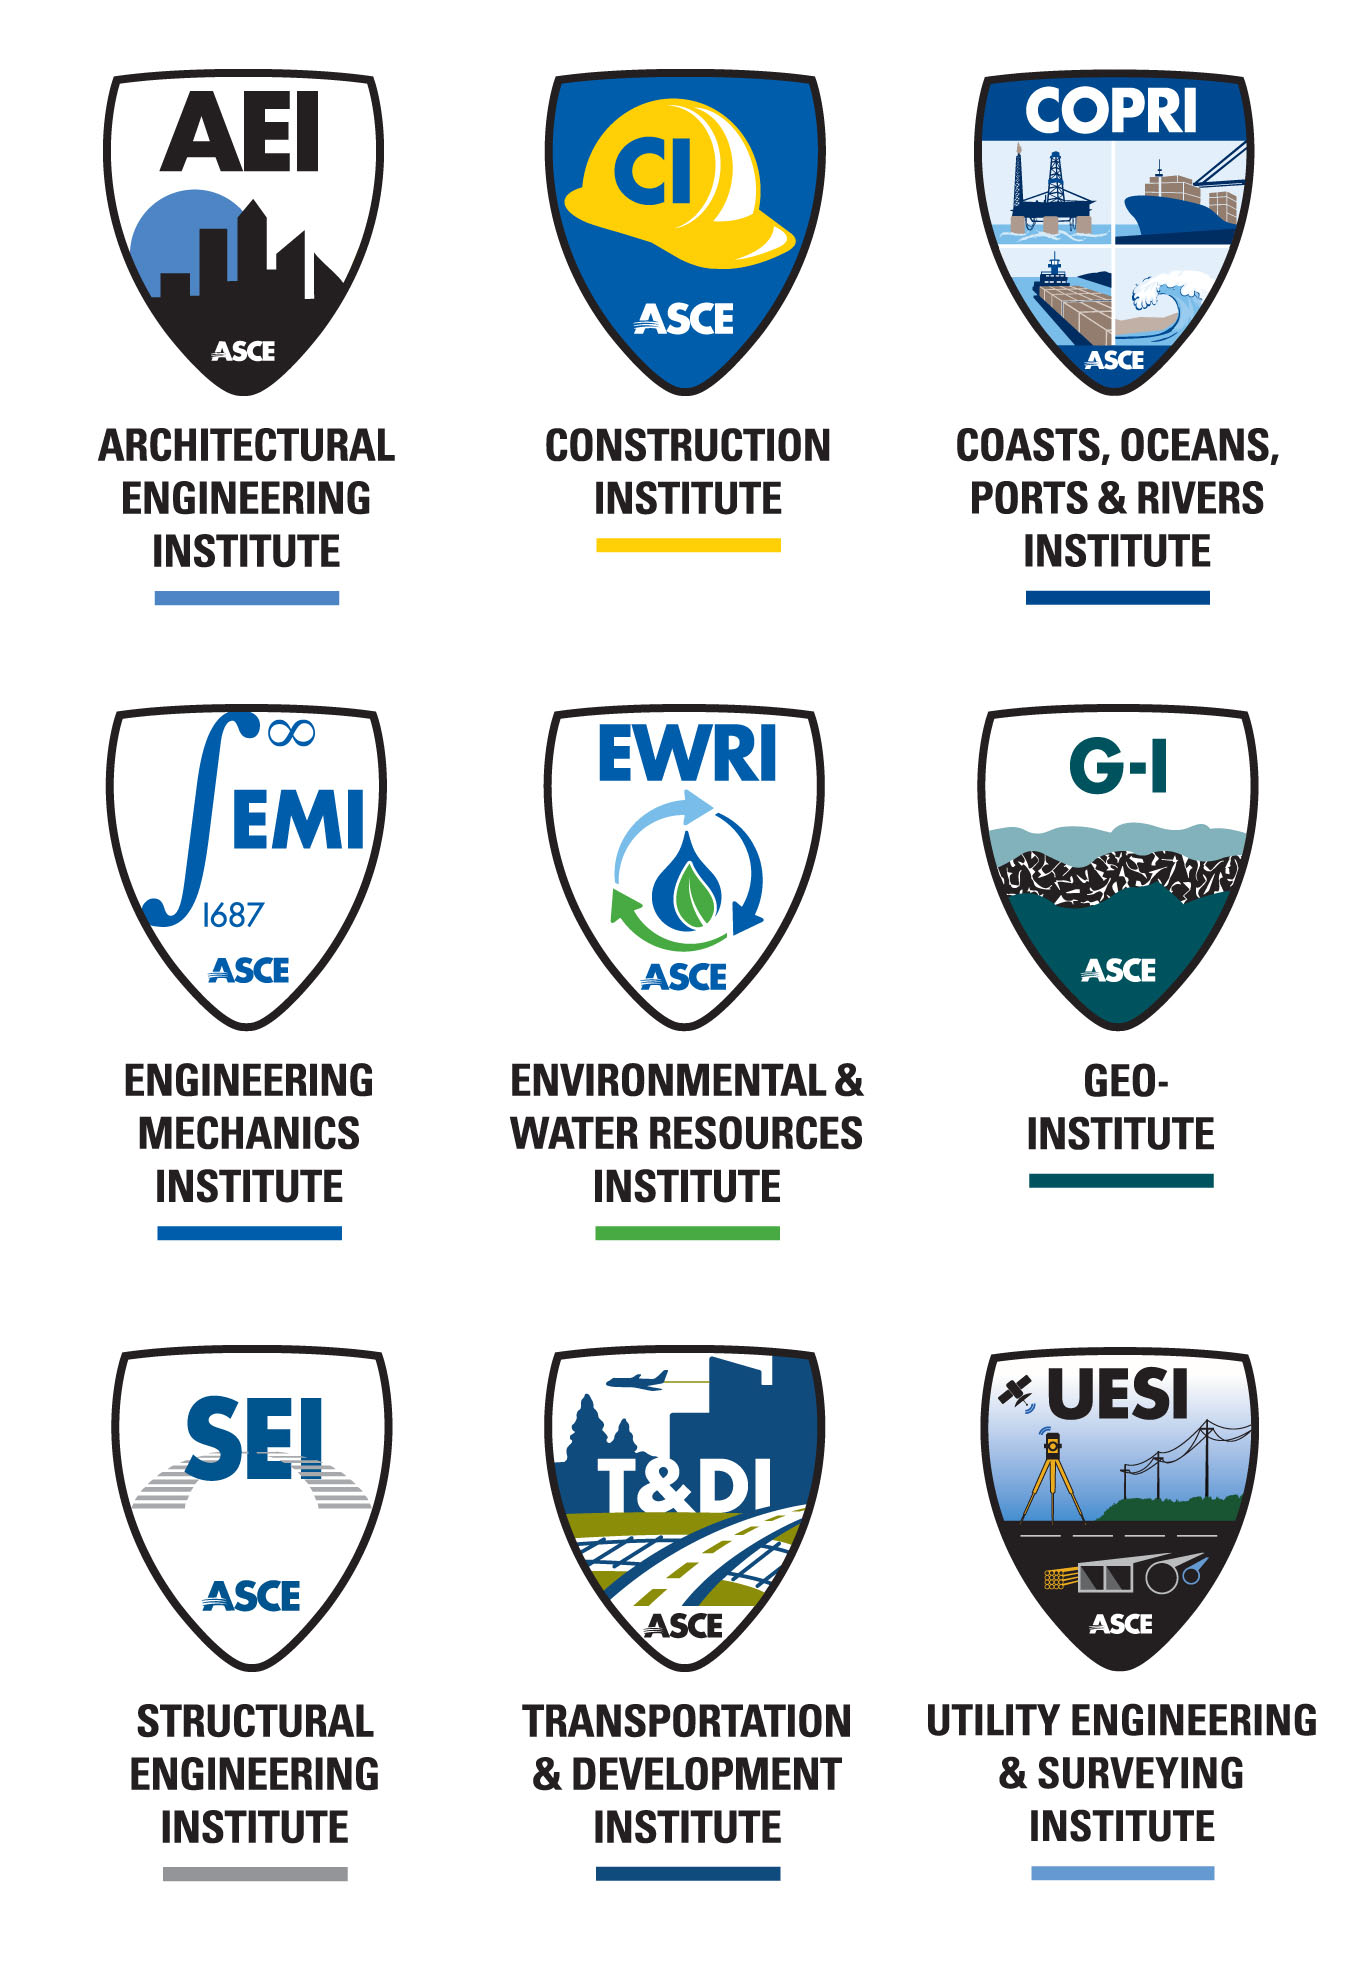 AEI
ASCE
ARCHITECTURAL
ENGINEERING
INSTITUTE
CI
ASCE
CONSTRUCTION
INSTITUTE
COPRI
ASCE
COASTS, OCEANS,
PORTS & RIVERS
INSTITUTE
∫∞
EMI
1687
ASCE
ENGINEERING
MECHANICS
INSTITUTE
EWRI
ASCE
ENVIRONMENTAL &
WATER RESOURCES
INSTITUTE
G-I
ASCE
GEO-
INSTITUTE
SEI
ASCE
STRUCTURAL
ENGINEERING
INSTITUTE
T&DI
ASCE
TRANSPORTATION
& DEVELOPMENT
INSTITUTE
UESI
ASCE
UTILITY ENGINEERING
& SURVEYING
INSTITUTE